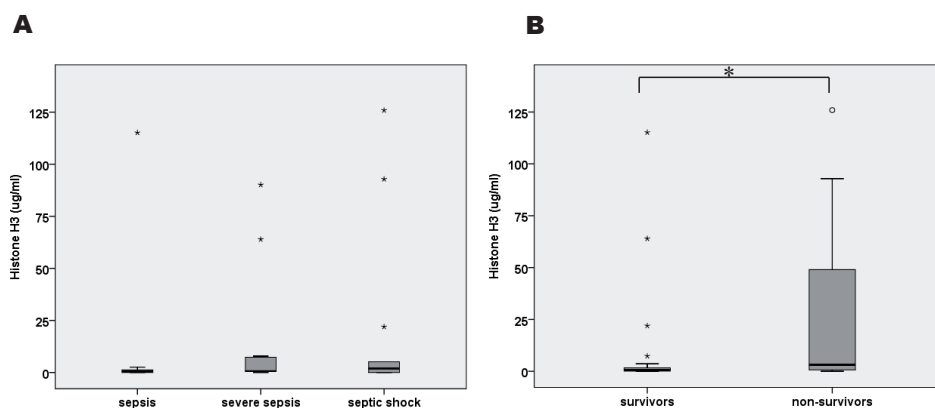 A
B
Histone H3 (ug/ml)
125
100
75
50
25
0
sepsis
severe sepsis
septic shock
*
Histone H3 (ug/ml)
125
100
75
50
25
0
survivors
non-survivors